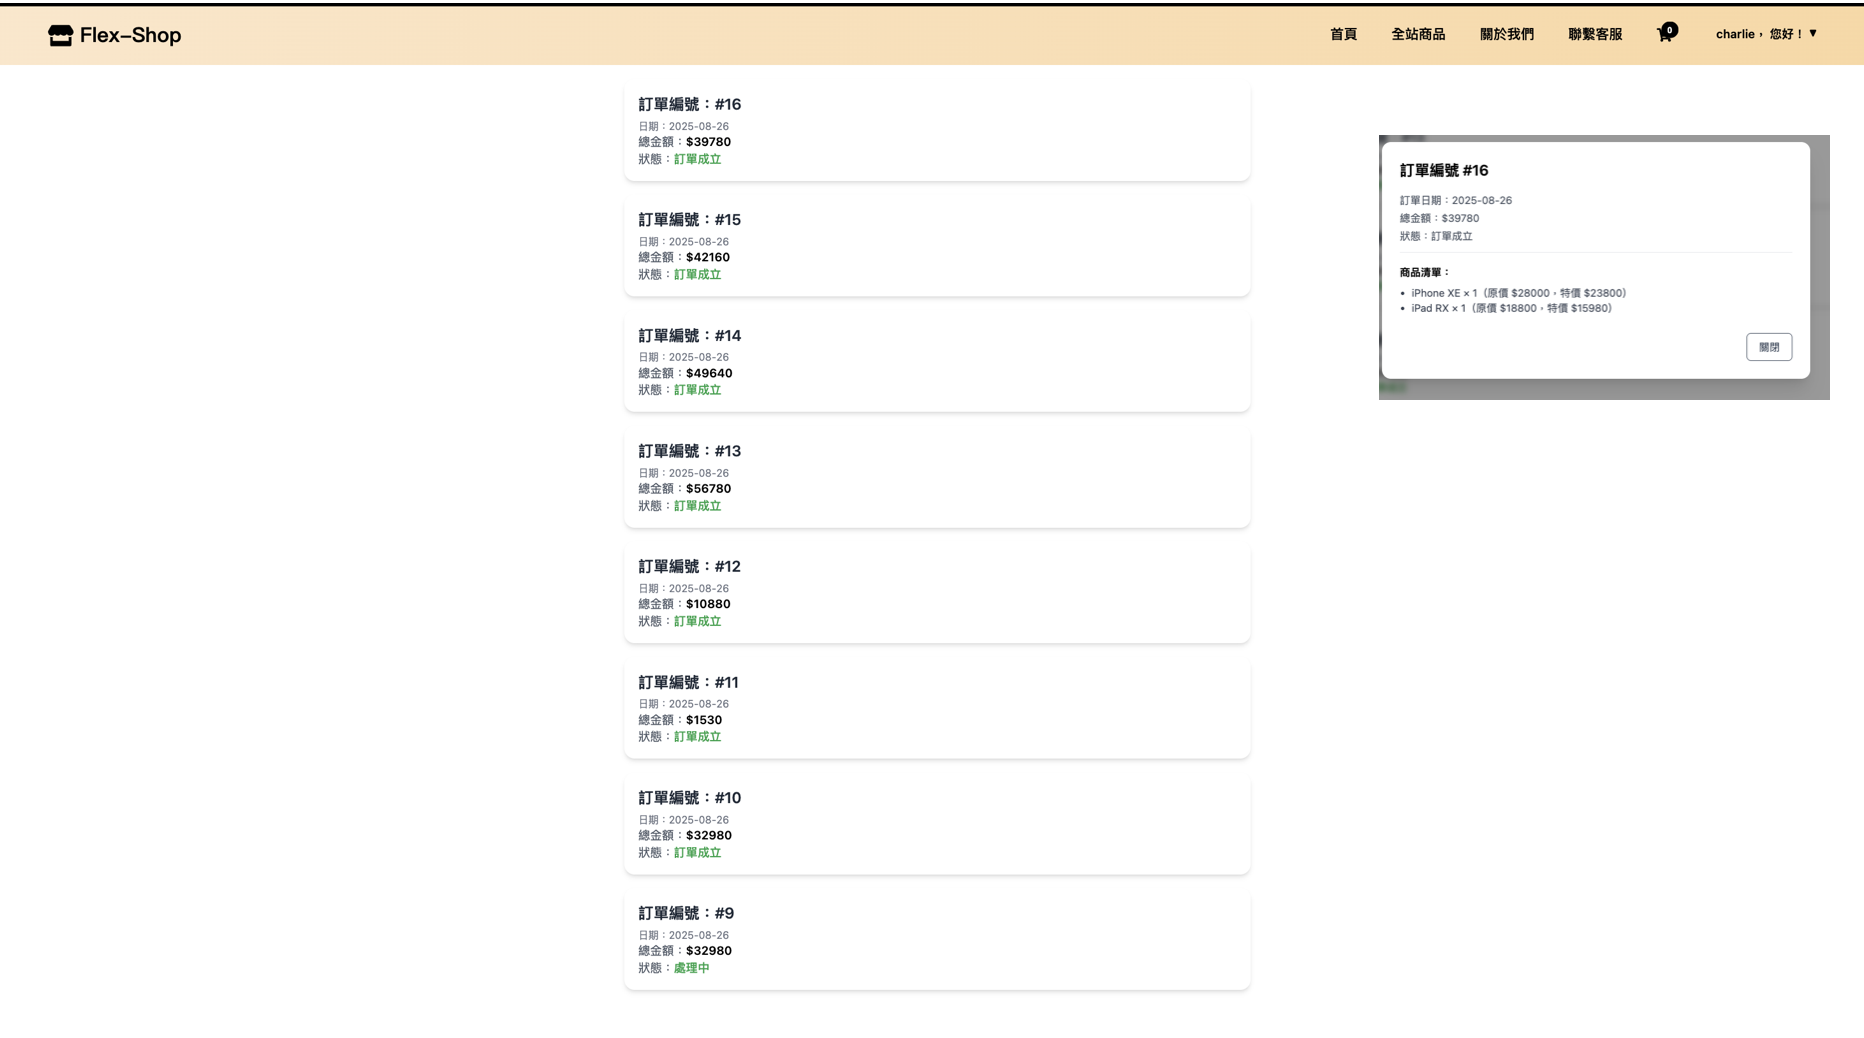 Flex-Shop
首頁 全站商品 關於我們 聯繫客服 0 charlie， 您好！ ▼
訂單編號：#16
日期：2025-08-26
總金額：$39780
狀態：訂單成立
訂單編號：#15
日期：2025-08-26
總金額：$42160
狀態：訂單成立
訂單編號：#14
日期：2025-08-26
總金額：$49640
狀態：訂單成立
訂單編號：#13
日期：2025-08-26
總金額：$56780
狀態：訂單成立
訂單編號：#12
日期：2025-08-26
總金額：$10880
狀態：訂單成立
訂單編號：#11
日期：2025-08-26
總金額：$1530
狀態：訂單成立
訂單編號：#10
日期：2025-08-26
總金額：$32980
狀態：訂單成立
訂單編號：#9
日期：2025-08-26
總金額：$32980
狀態：處理中
訂單編號 #16
訂單日期：2025-08-26
總金額：$39780
狀態：訂單成立
商品清單：
• iPhone XE × 1（原價 $28000，特價 $23800）
• iPad RX × 1（原價 $18800，特價 $15980）
關閉